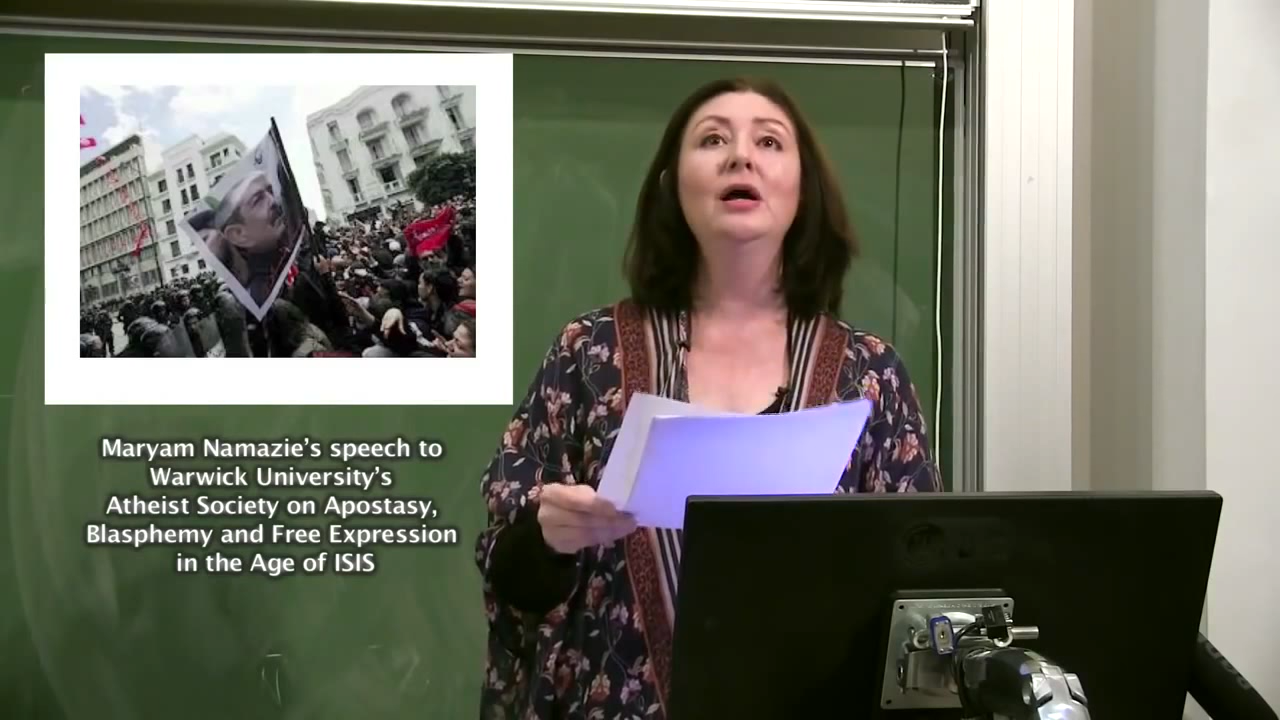 Maryam Namazie’s speech to
Warwick University’s
Atheist Society on Apostasy,
Blasphemy and Free Expression
in the Age of ISIS